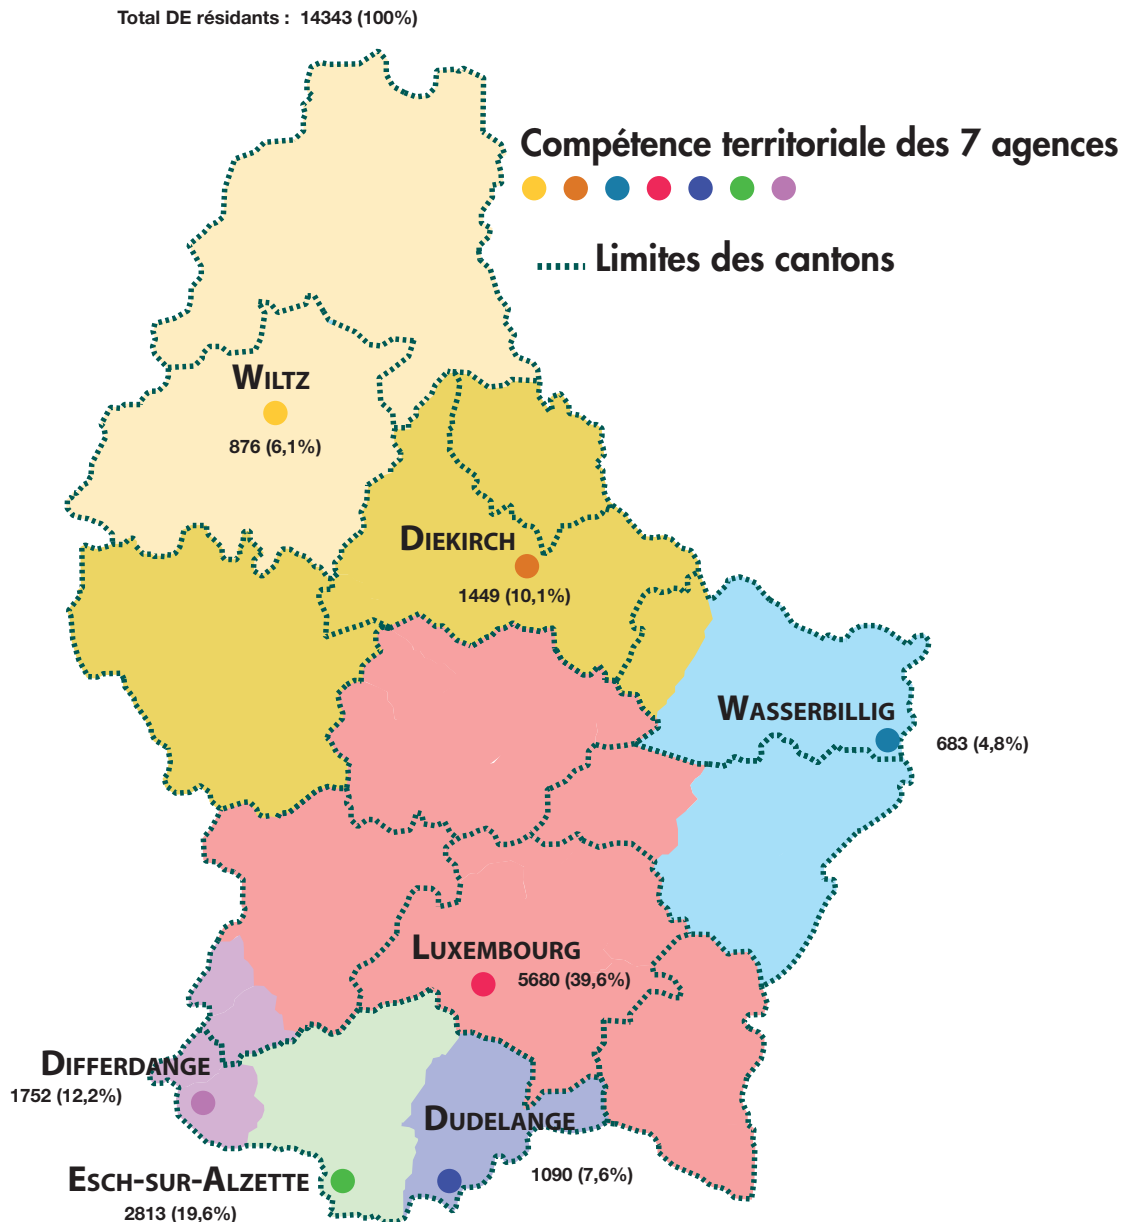 Total DE résidants : 14343 (100%)
Compétence territoriale des 7 agences
Limites des cantons
WILTZ
876 (6,1%)
DIEKIRCH
1449 (10,1%)
WASSERBILLIG
683 (4,8%)
LUXEMBOURG
5680 (39,6%)
DIFFERDANGE
1752 (12,2%)
DUDELANGE
1090 (7,6%)
ESCH-SUR-ALZETTE
2813 (19,6%)